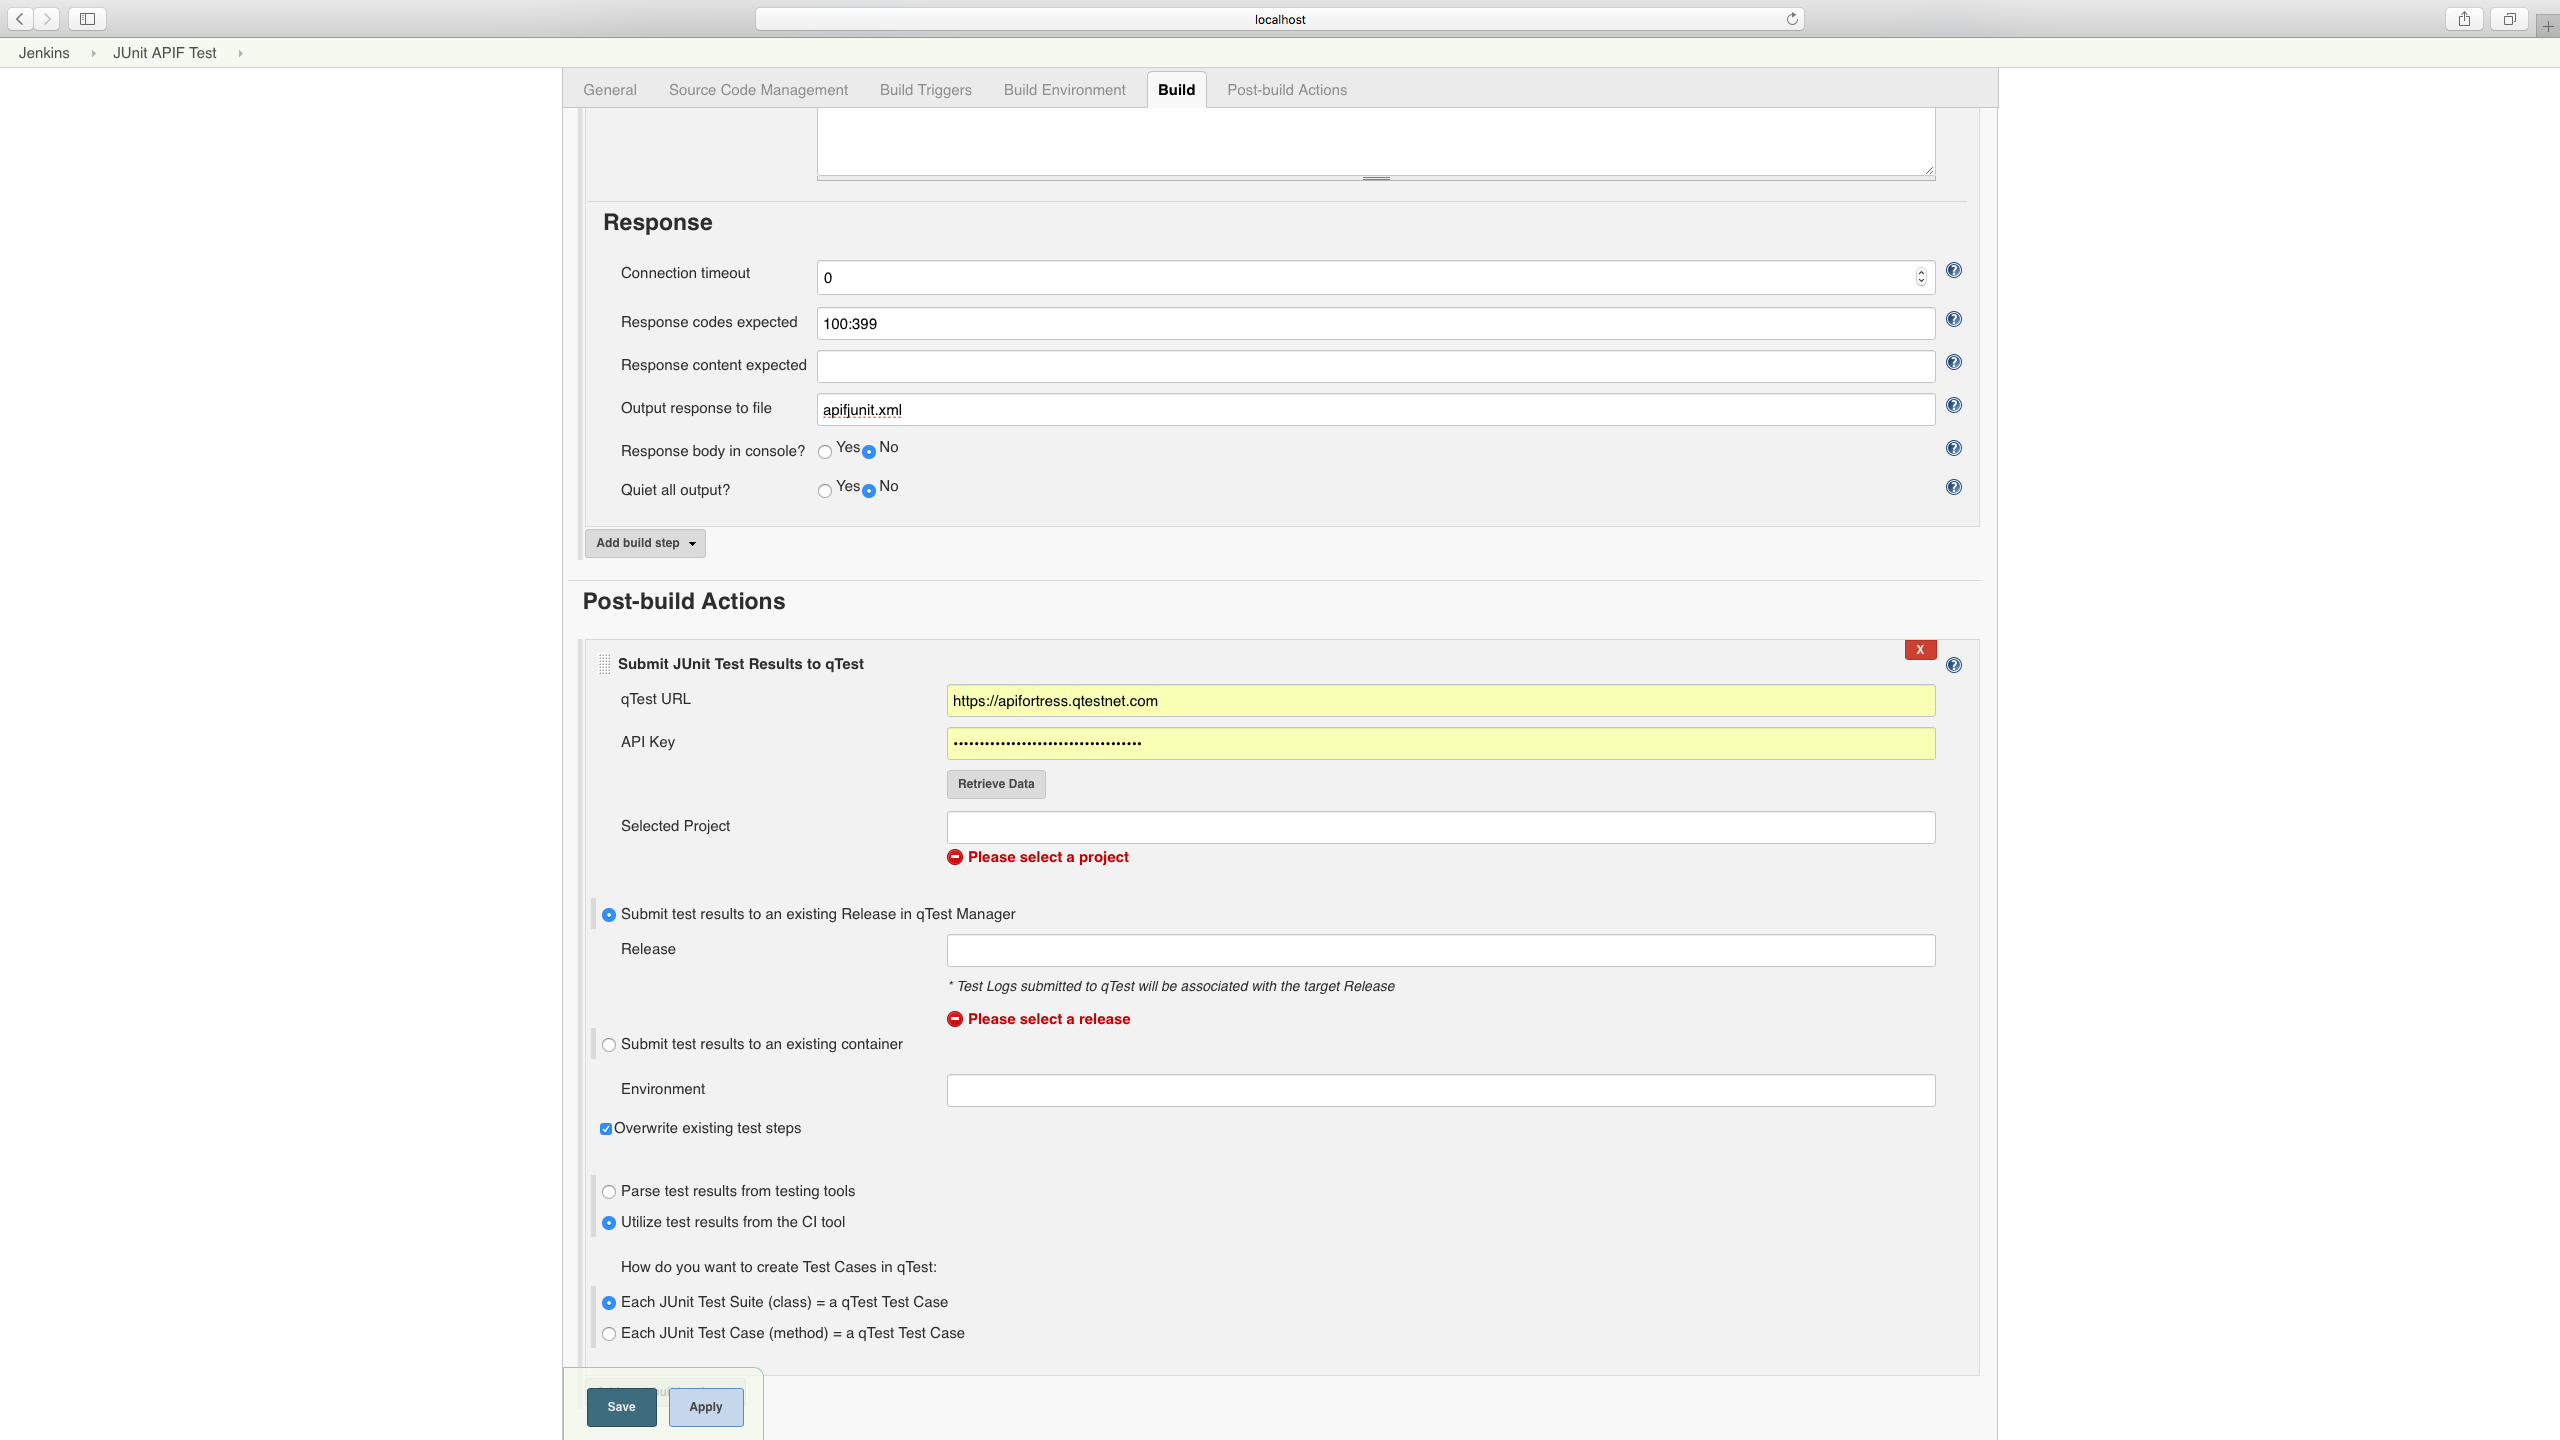 localhost
Jenkins JUnit APIF Test
General Source Code Management Build Triggers Build Environment Build Post-build Actions
Response
Connection timeout 0
Response codes expected 100:399
Response content expected
Output response to file apifjunit.xml
Response body in console? Yes No
Quiet all output? Yes No
Add build step
Post-build Actions
X
Submit JUnit Test Results to qTest
qTest URL https://apifortress.qtestnet.com
API Key ••••••••••••••••••••••••••••••••••••
Retrieve Data
Selected Project
Please select a project
Submit test results to an existing Release in qTest Manager
Release
* Test Logs submitted to qTest will be associated with the target Release
Please select a release
Submit test results to an existing container
Environment
Overwrite existing test steps
Parse test results from testing tools
Utilize test results from the CI tool
How do you want to create Test Cases in qTest:
Each JUnit Test Suite (class) = a qTest Test Case
Each JUnit Test Case (method) = a qTest Test Case
Save Apply